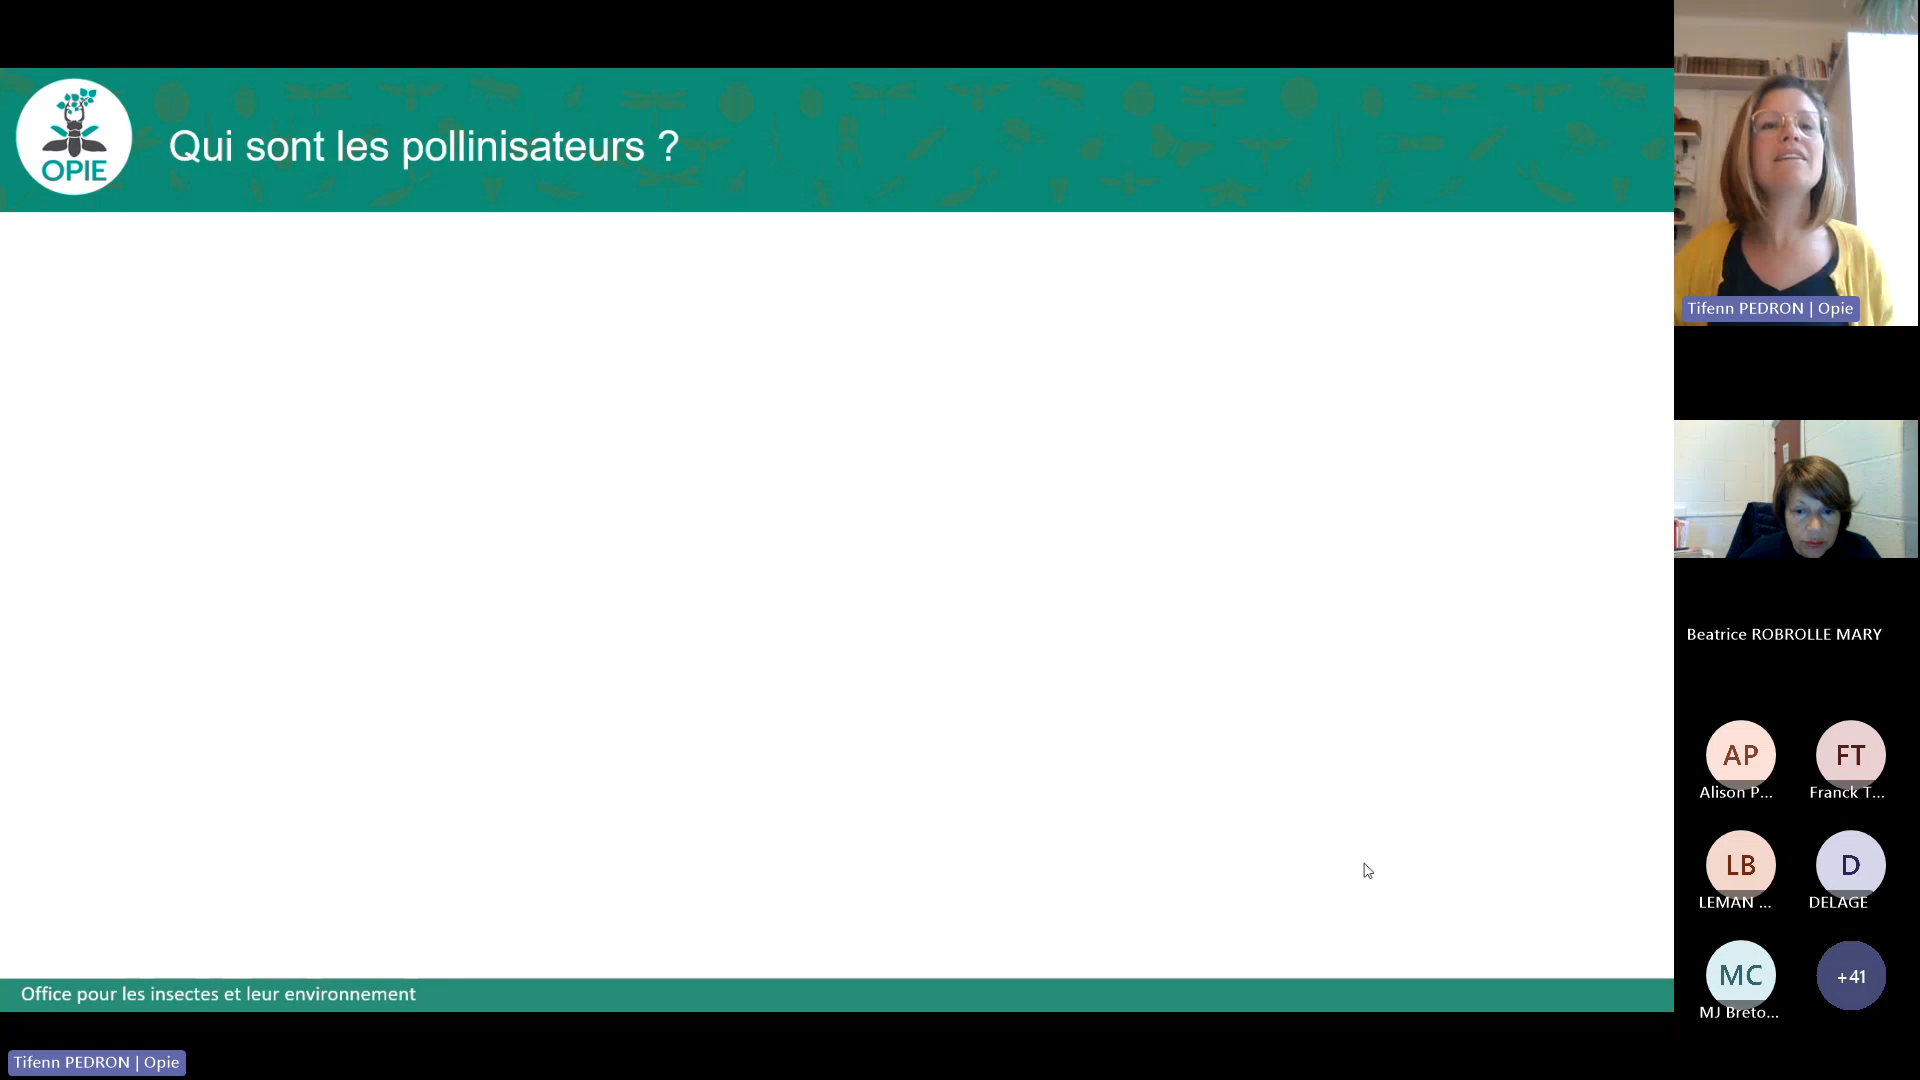 OPIE
Qui sont les pollinisateurs ?
Office pour les insectes et leur environnement
Tifenn PEDRON | Opie
Tifenn PEDRON | Opie
Beatrice ROBROLLE MARY
AP
FT
Alison P...
Franck T...
LB
D
LEMAN ...
DELAGE
MC
+41
MJ Breto...